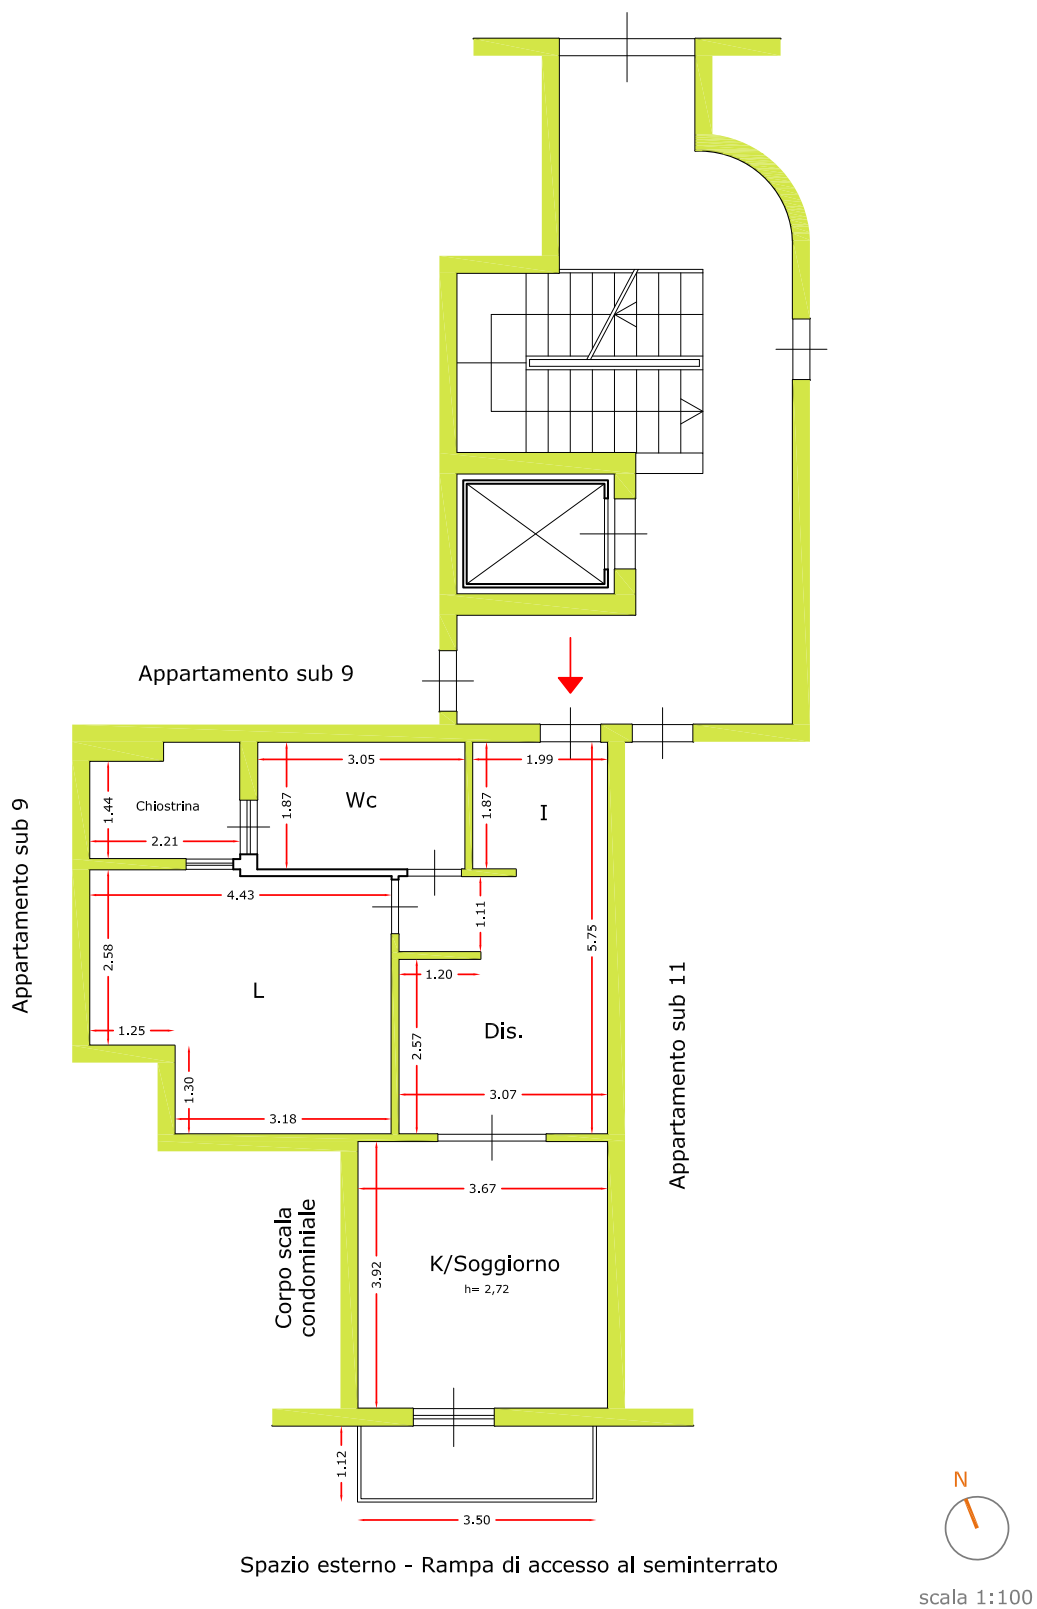 Appartamento sub 9
3.05
1.99
Wc
1.87
1.87
I
Chiostrina
1.44
2.21
Appartamento sub 9
4.43
1.11
5.75
2.58
1.20
L
Dis.
1.25
2.57
1.30
3.07
3.18
Appartamento sub 11
3.67
Corpo scala
condominiale
3.92
K/Soggiorno
h= 2,72
1.12
3.50
N
Spazio esterno - Rampa di accesso al seminterrato
scala 1:100